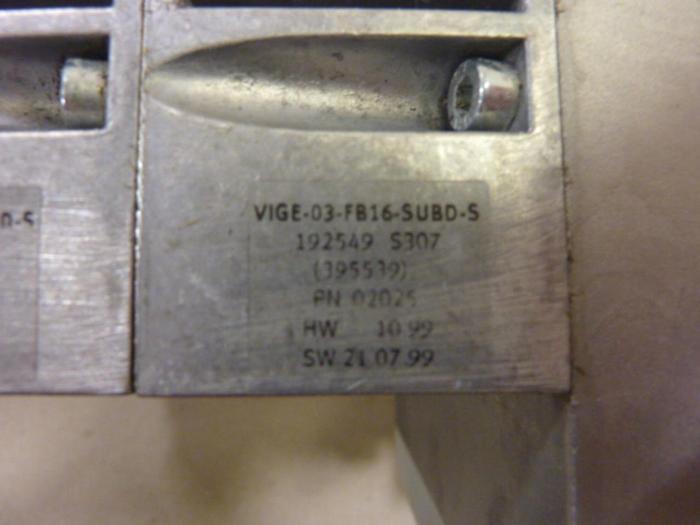 D-S
VIGE-03-FB16-SUBD-S
192549 S307
(395539)
PN 02025
HW 10 99
SW 21 07 99